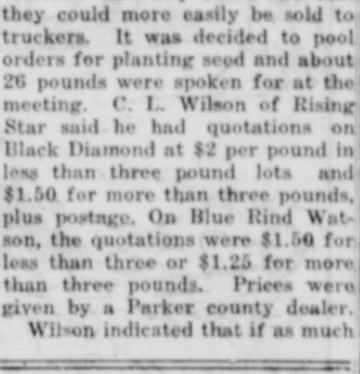 they could more easily be sold to
truckers. It was decided to pool
orders for planting seed and about
26 pounds were spoken for at the
meeting. C. L. Wilson of Rising
Star said he had quotations on
Black Diamond at $2 per pound in
less than three pound lots and
$1.50 for more than three pounds,
plus postage. On Blue Rind Wat-
son, the quotations were $1.50 for
less than three or $1.25 for more
than three pounds. Prices were
given by a Parker county dealer.
Wilson indicated that if as much